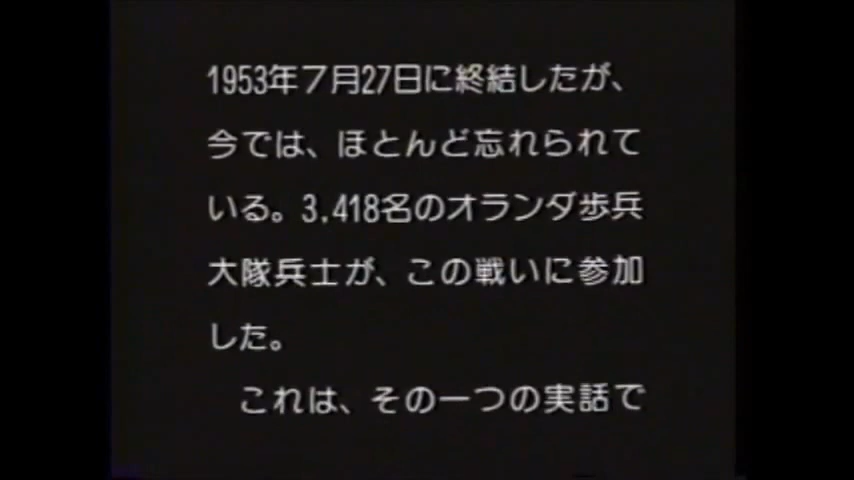 1953年7月27日に終結したが、
今では、ほとんど忘れられて
いる。3,418名のオランダ歩兵
大隊兵士が、この戦いに参加
した。
これは、その一つの実話で